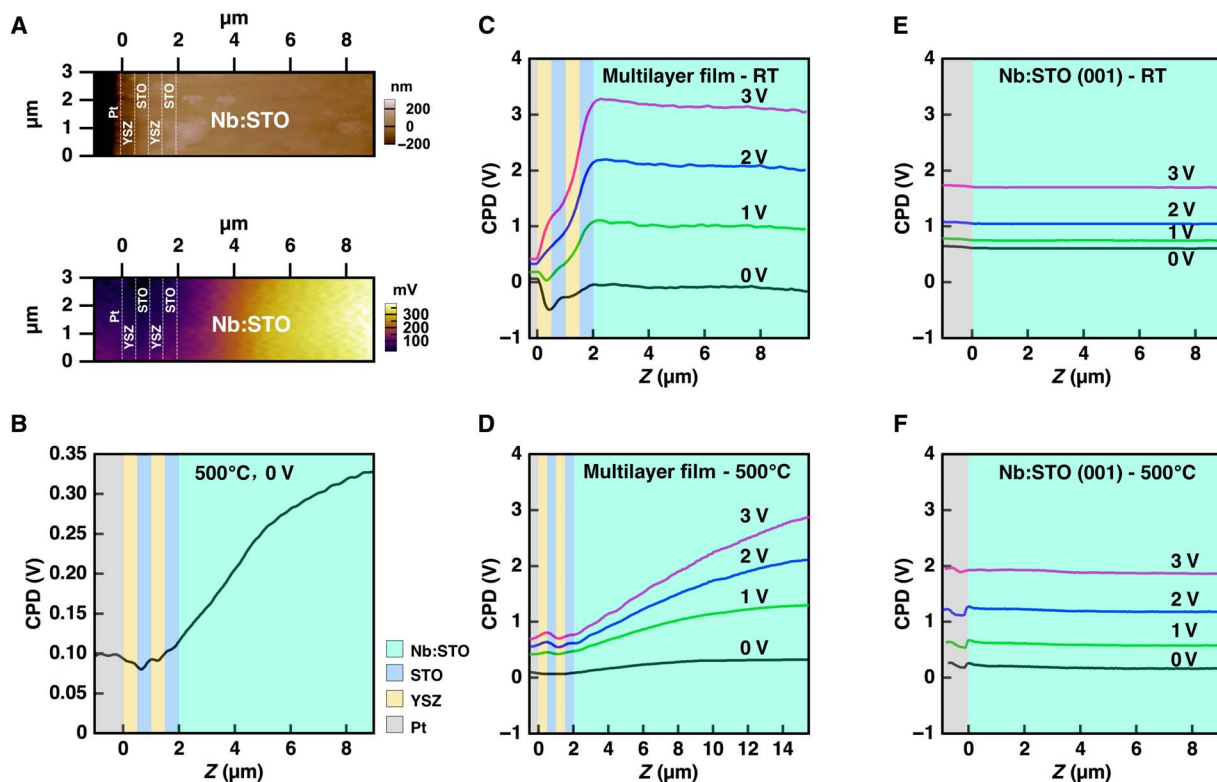 A
µm
0 2 4 6 8
3
2
1
0
µm
Pt
YSZ
STO
YSZ
STO
Nb:STO
nm
200
0
−200
µm
0 2 4 6 8
3
2
1
0
µm
Pt
YSZ
STO
YSZ
STO
Nb:STO
mV
300
200
100
B
500°C, 0 V
0.35
0.30
0.25
0.20
0.15
0.10
0.05
0
CPD (V)
0 2 4 6 8
Z (µm)
Nb:STO
STO
YSZ
Pt
C
Multilayer film - RT
3 V
2 V
1 V
0 V
4
3
2
1
0
−1
CPD (V)
0 2 4 6 8
Z (µm)
D
Multilayer film - 500°C
3 V
2 V
1 V
0 V
4
3
2
1
0
−1
CPD (V)
0 2 4 6 8 10 12 14
Z (µm)
E
Nb:STO (001) - RT
3 V
2 V
1 V
0 V
4
3
2
1
0
−1
CPD (V)
0 2 4 6 8
Z (µm)
F
Nb:STO (001) - 500°C
3 V
2 V
1 V
0 V
4
3
2
1
0
−1
CPD (V)
0 2 4 6 8
Z (µm)